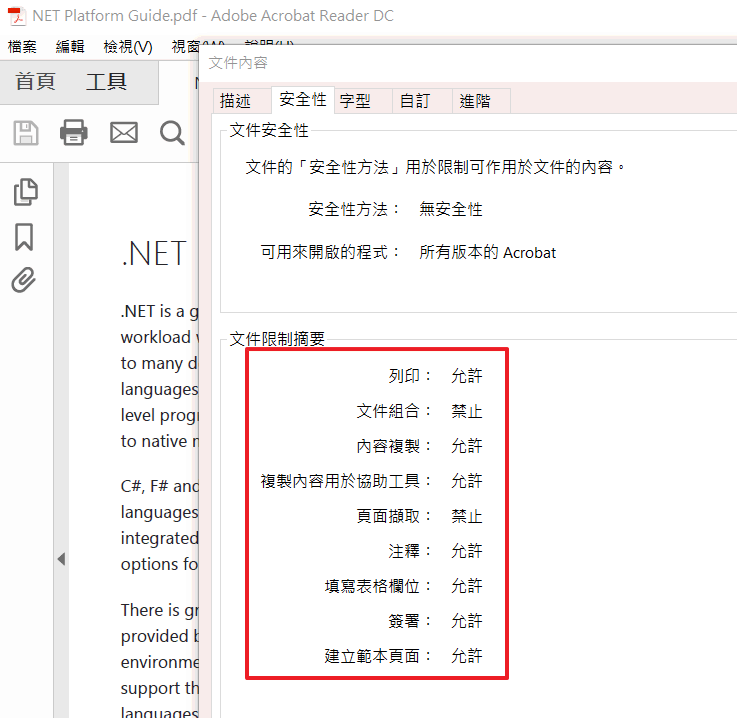 NET Platform Guide.pdf - Adobe Acrobat Reader DC
檔案 編輯 檢視(V) 視窗(W) 說明(H)
文件內容
首頁 工具
描述 安全性 字型 自訂 進階
文件安全性
文件的「安全性方法」用於限制可作用於文件的內容。
安全性方法： 無安全性
可用來開啟的程式： 所有版本的 Acrobat
文件限制摘要
列印： 允許
文件組合： 禁止
內容複製： 允許
複製內容用於協助工具： 允許
頁面擷取： 禁止
注釋： 允許
填寫表格欄位： 允許
簽署： 允許
建立範本頁面： 允許
.NET
.NET is a g
workload
to many d
languages
level prog
to native
C#, F# and
languages
integrated
options fo
There is gr
provided
environme
support th
languages